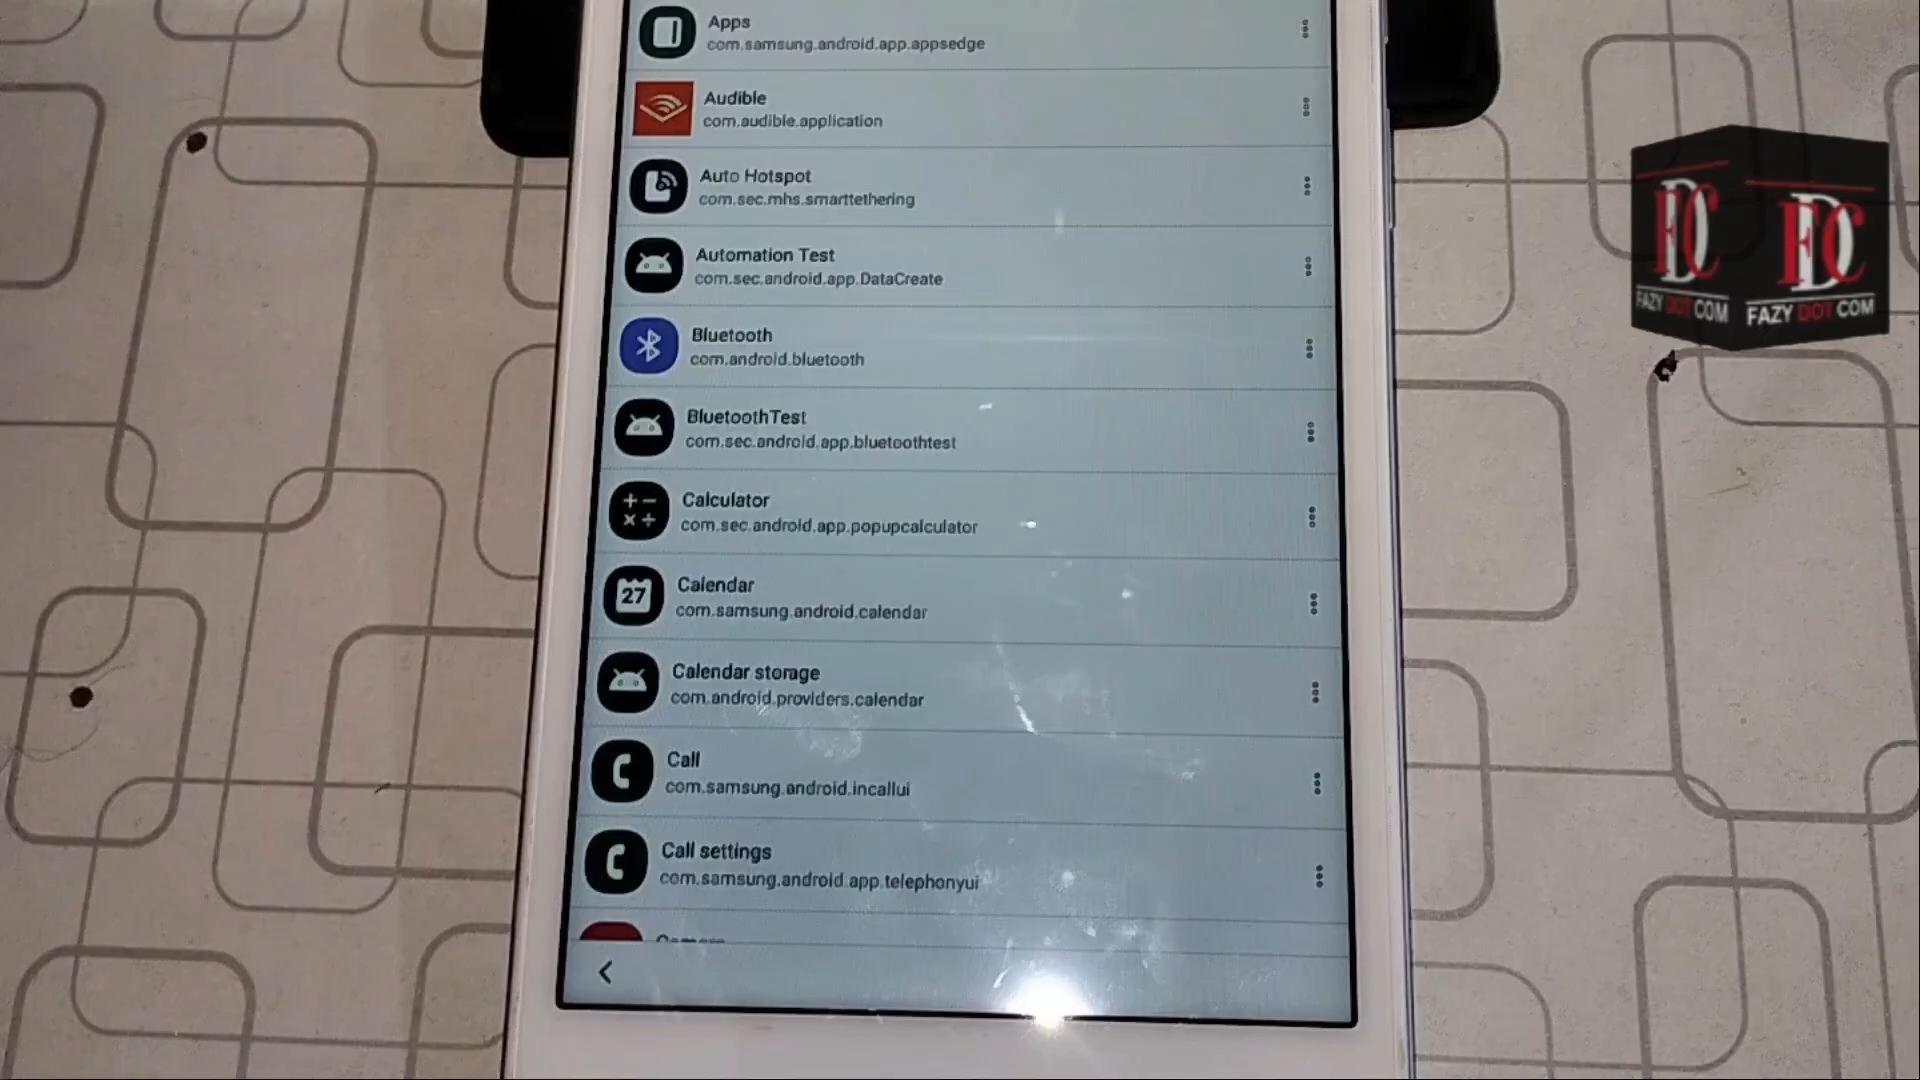 Apps
com.samsung.android.app.appsedge
Audible
com.audible.application
Auto Hotspot
com.sec.mhs.smarttethering
Automation Test
com.sec.android.app.DataCreate
Bluetooth
com.android.bluetooth
BluetoothTest
com.sec.android.app.bluetoothtest
Calculator
com.sec.android.app.popupcalculator
27
Calendar
com.samsung.android.calendar
Calendar storage
com.android.providers.calendar
Call
com.samsung.android.incallui
Call settings
com.samsung.android.app.telephonyui
FDC
FAZY DOT COM
FDC
FAZY DOT COM